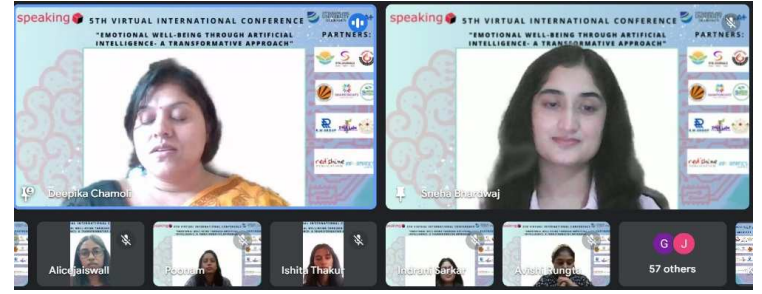 speaking 5TH VIRTUAL INTERNATIONAL CONFERENCE
"EMOTIONAL WELL-BEING THROUGH ARTIFICIAL
INTELLIGENCE- A TRANSFORMATIVE APPROACH"
PARTNERS:
Deepika Chamoli
speaking 5TH VIRTUAL INTERNATIONAL CONFERENCE
"EMOTIONAL WELL-BEING THROUGH ARTIFICIAL
INTELLIGENCE- A TRANSFORMATIVE APPROACH"
PARTNERS:
Sneha Bhardwaj
Alicejaiswall
Poonam
Ishita Thakur
Indrani Sarkar
Avishi Rungta
G J
57 others